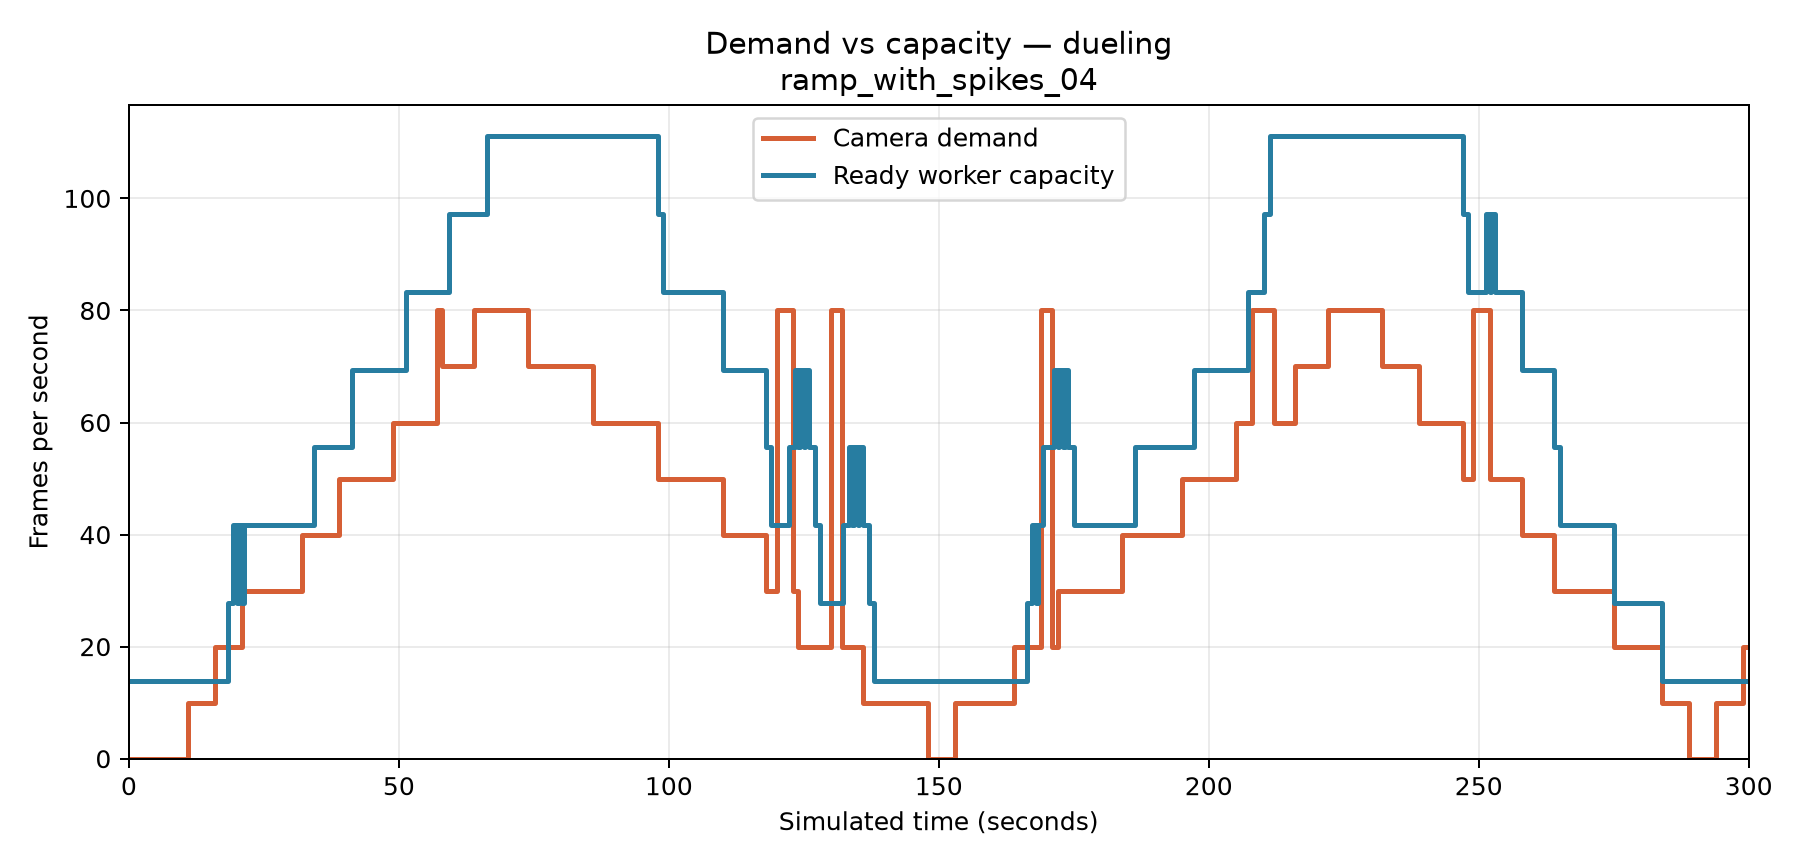 Demand vs capacity — dueling
ramp_with_spikes_04
Camera demand
Ready worker capacity
Frames per second
100
80
60
40
20
0
0 50 100 150 200 250 300
Simulated time (seconds)